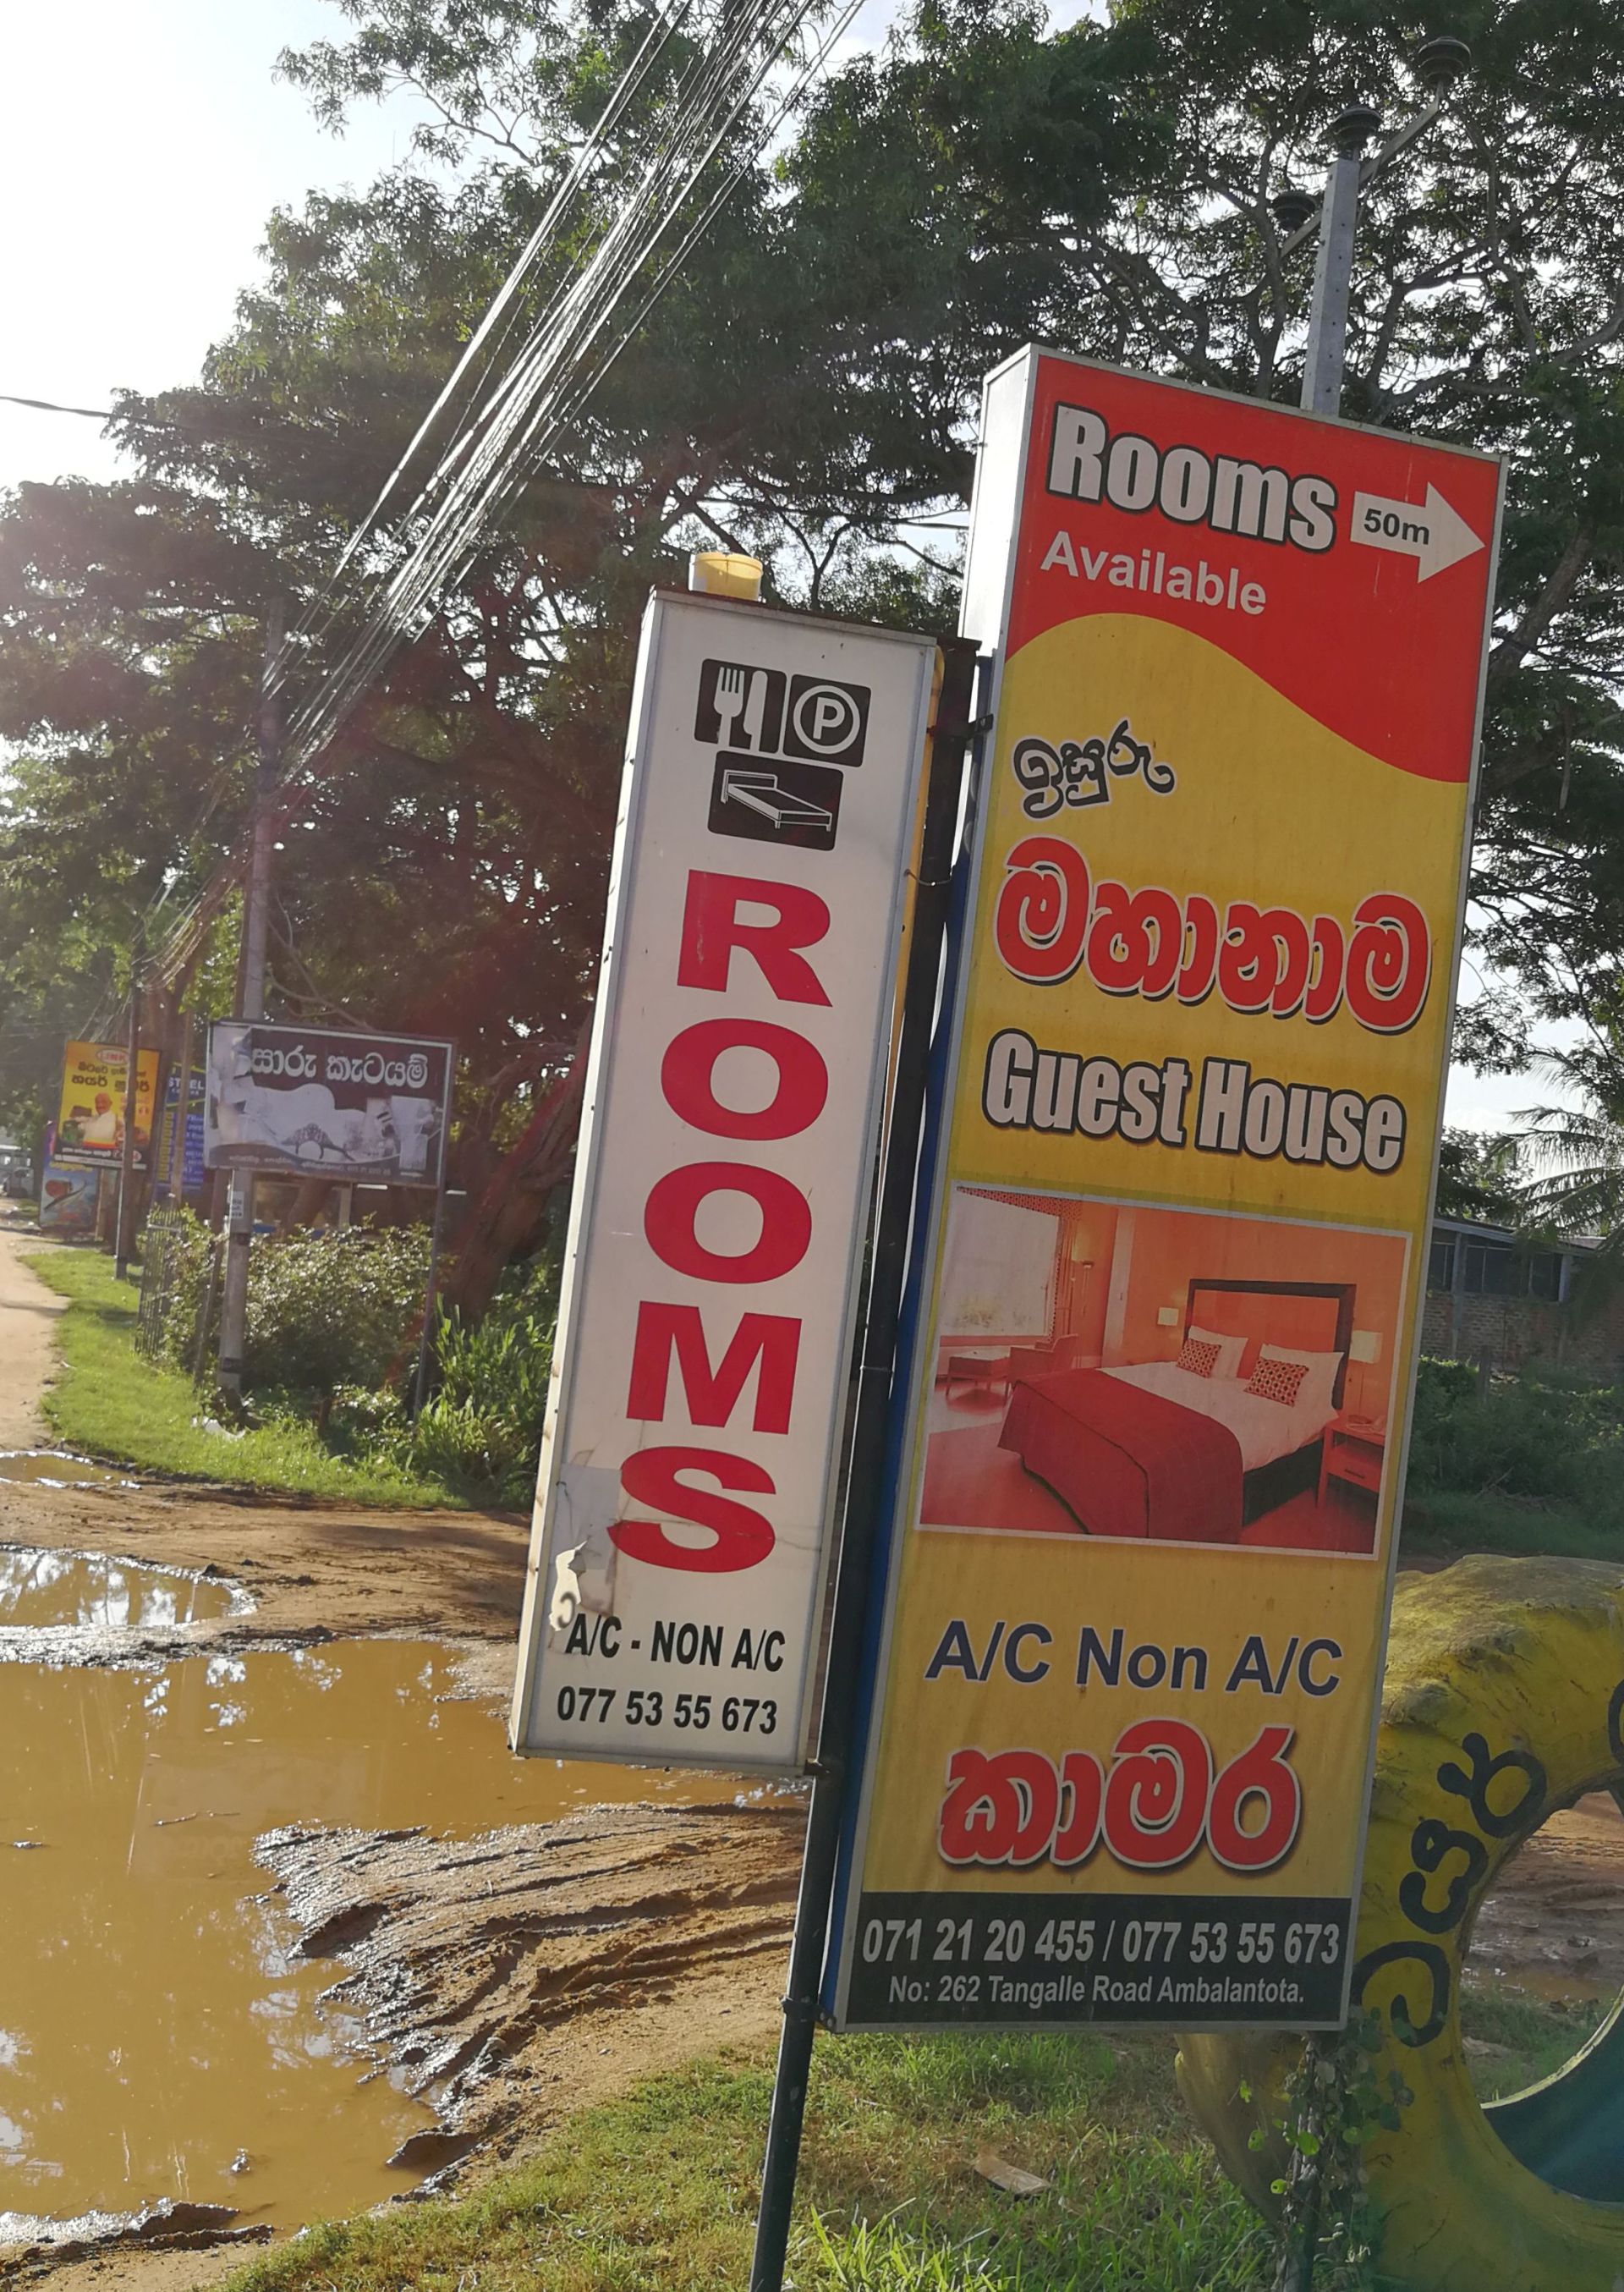 Rooms
50m
Available
ඉසුරු
මහානාම
Guest House
A/C Non A/C
කාමර
071 21 20 455 / 077 53 55 673
No: 262 Tangalle Road Ambalantota.
P
ROOMS
A/C - NON A/C
077 53 55 673
සාරු කැටයම්
LINK